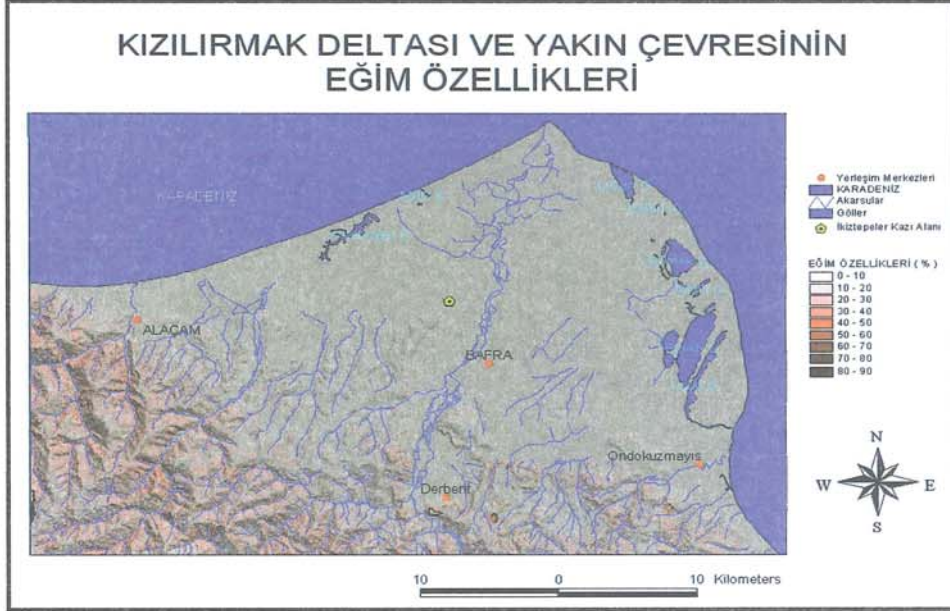 KIZILIRMAK DELTASI VE YAKIN ÇEVRESİNİN
EĞİM ÖZELLİKLERİ
KARADENİZ
ALAÇAM
BAFRA
Ondokuzmayıs
Derbent
Yerleşim Merkezleri
KARADENİZ
Akarsular
Göller
İkiztepeler Kazı Alanı
EĞİM ÖZELLİKLERİ ( % )
0 - 10
10 - 20
20 - 30
30 - 40
40 - 50
50 - 60
60 - 70
70 - 80
80 - 90
N
W
E
S
10
0
10 Kilometers